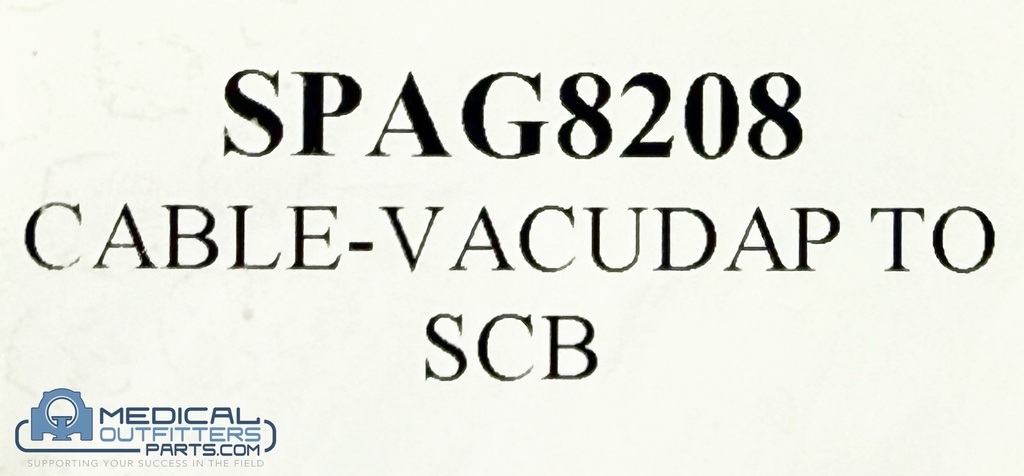 SPAG8208
CABLE-VACUDAP TO
SCB
MEDICAL
OUTFITTERS
PARTS.COM
SUPPORTING YOUR SUCCESS IN THE FIELD